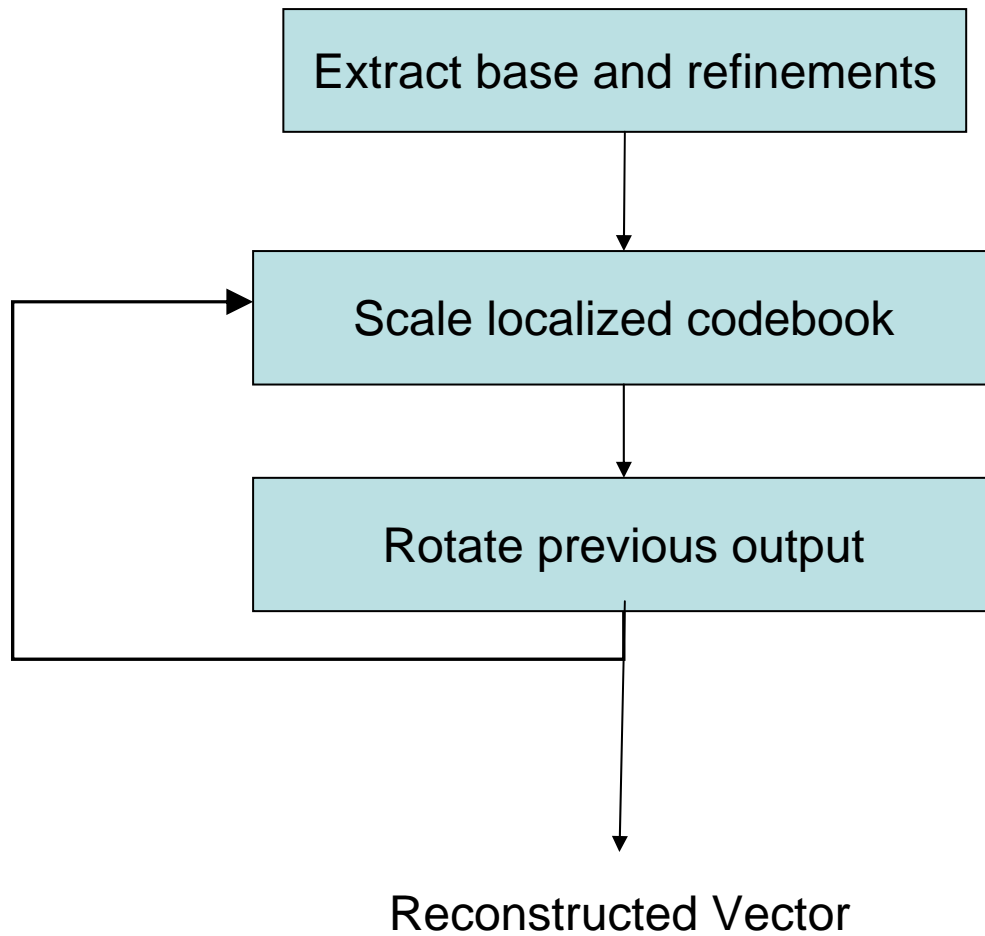 Extract base and refinements
Scale localized codebook
Rotate previous output
Reconstructed Vector